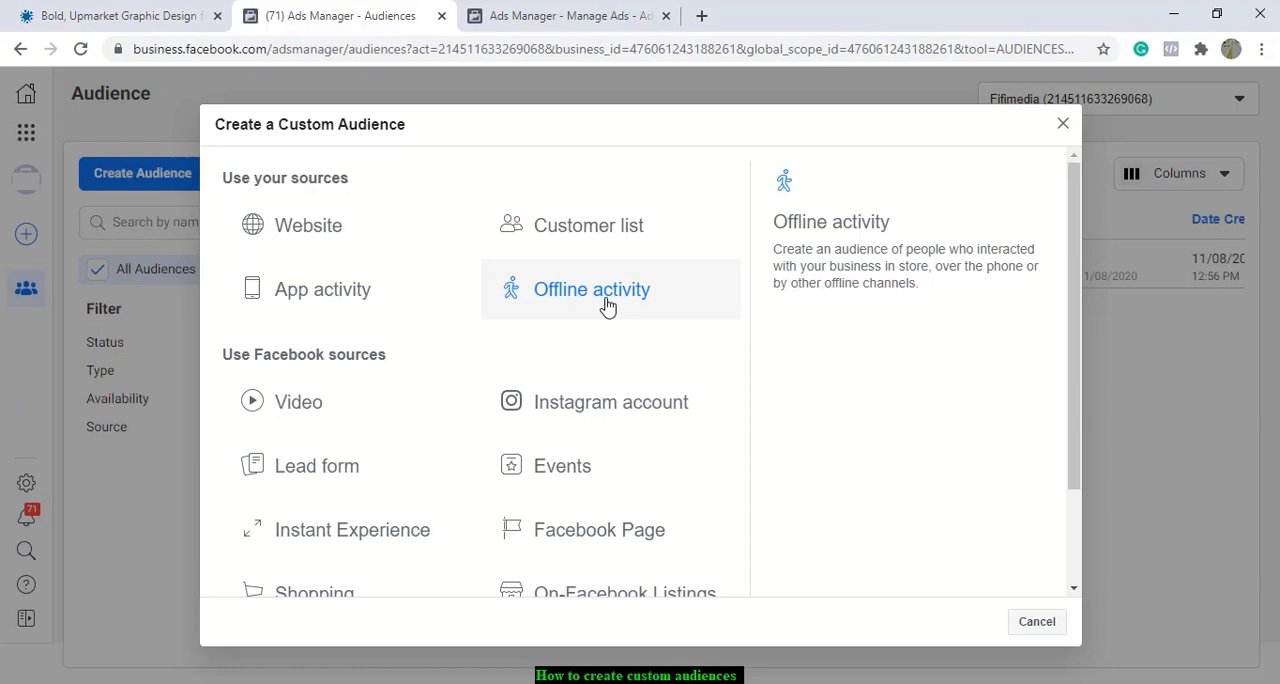 Bold, Upmarket Graphic Design f
(71) Ads Manager - Audiences
Ads Manager - Manage Ads - Ad
business.facebook.com/adsmanager/audiences?act=214511633269068&business_id=476061243188261&global_scope_id=476061243188261&tool=AUDIENCES...
Audience
Fifimedia (214511633269068)
Create a Custom Audience
Create Audience
Columns
Search by nam
Date Cre
All Audiences
11/08/20
1/08/2020
12:56 PM
Filter
Status
Type
Availability
Source
71
Use your sources
Website
Customer list
App activity
Offline activity
Use Facebook sources
Video
Instagram account
Lead form
Events
Instant Experience
Facebook Page
Shopping
On-Facebook Listings
Offline activity
Create an audience of people who interacted
with your business in store, over the phone or
by other offline channels.
Cancel
How to create custom audiences